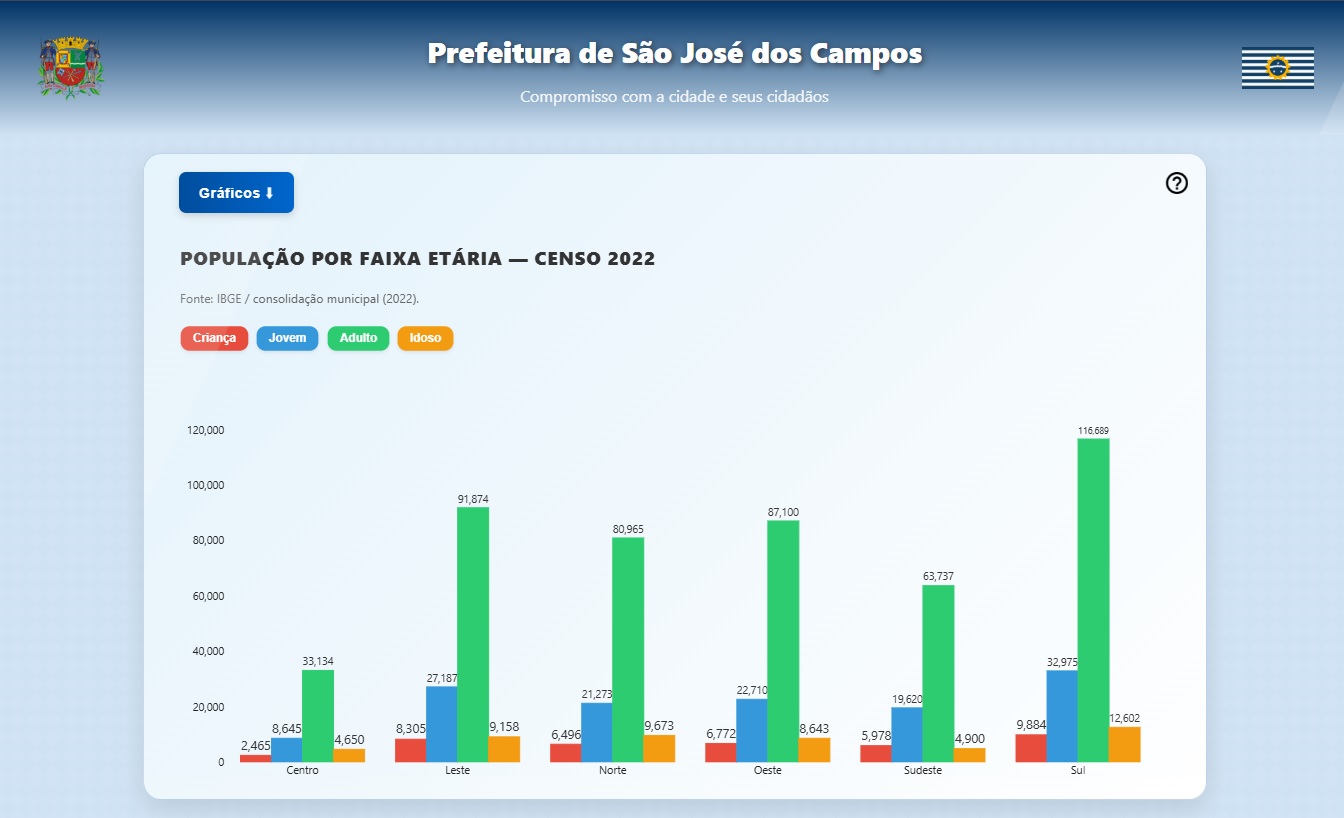 Prefeitura de São José dos Campos
Compromisso com a cidade e seus cidadãos
Gráficos ⬇
POPULAÇÃO POR FAIXA ETÁRIA — CENSO 2022
Fonte: IBGE / consolidação municipal (2022).
Criança Jovem Adulto Idoso
120,000
100,000
80,000
60,000
40,000
20,000
0
2,465 8,645 33,134 4,650
8,305 27,187 91,874 9,158
6,496 21,273 80,965 9,673
6,772 22,710 87,100 8,643
5,978 19,620 63,737 4,900
9,884 32,975 116,689 12,602
Centro Leste Norte Oeste Sudeste Sul